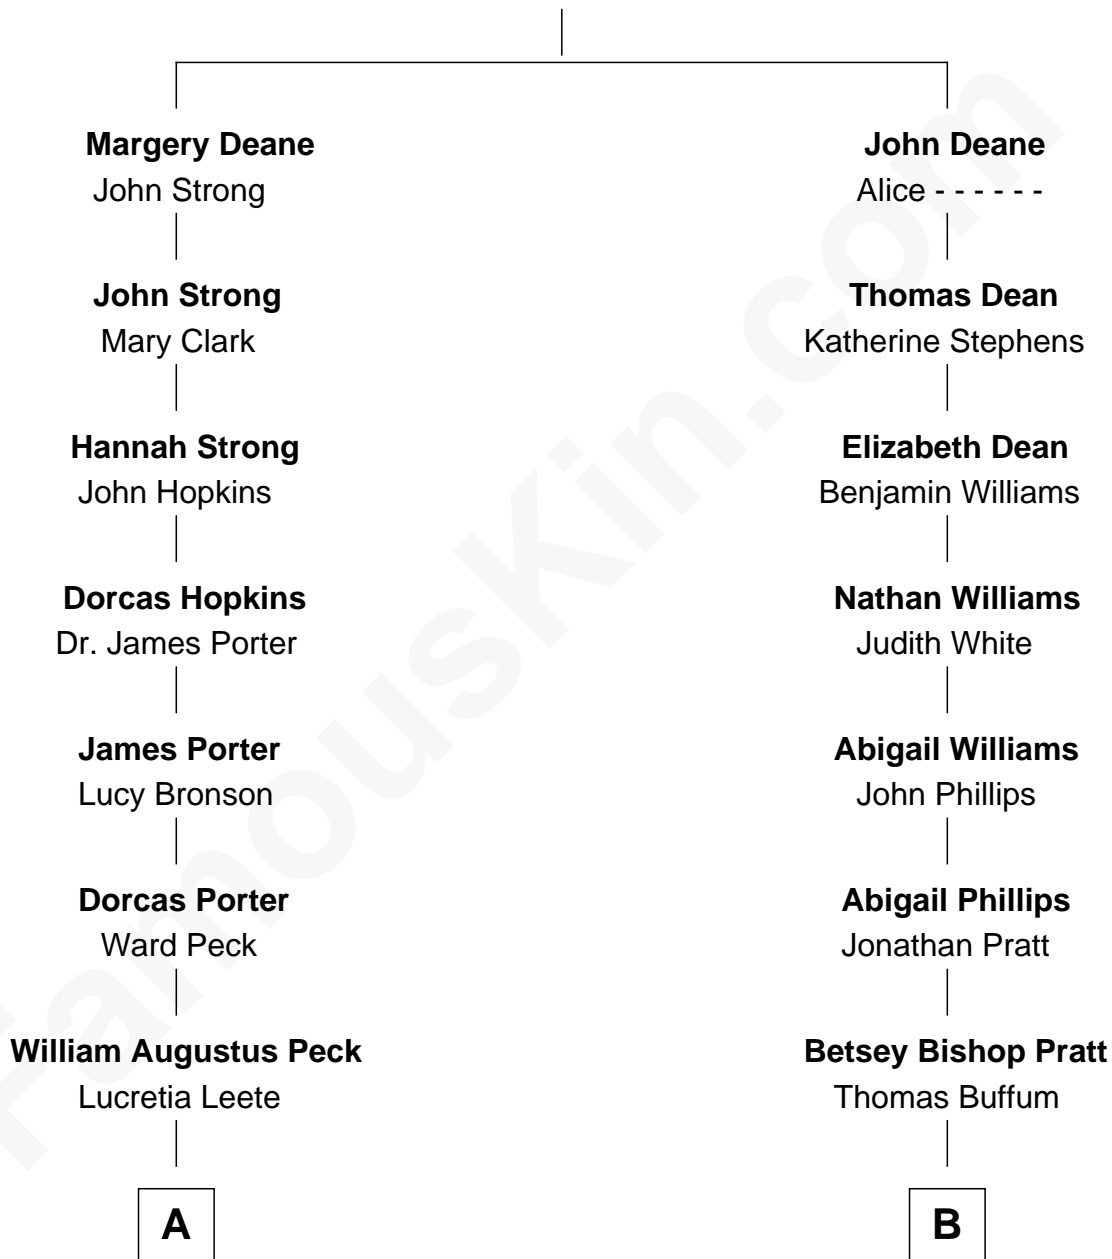 Margery Deane
John Strong
John Deane
Alice - - - - - -
John Strong
Mary Clark
Thomas Dean
Katherine Stephens
Hannah Strong
John Hopkins
Elizabeth Dean
Benjamin Williams
Dorcas Hopkins
Dr. James Porter
Nathan Williams
Judith White
James Porter
Lucy Bronson
Abigail Williams
John Phillips
Dorcas Porter
Ward Peck
Abigail Phillips
Jonathan Pratt
William Augustus Peck
Lucretia Leete
Betsey Bishop Pratt
Thomas Buffum
A
B
FamousKin.com